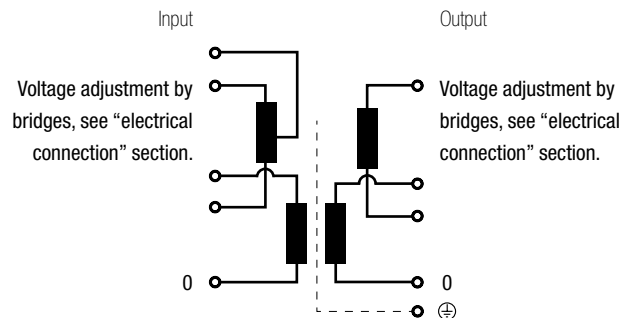 Input
Output
Voltage adjustment by
bridges, see “electrical
connection” section.
Voltage adjustment by
bridges, see “electrical
connection” section.
0
0